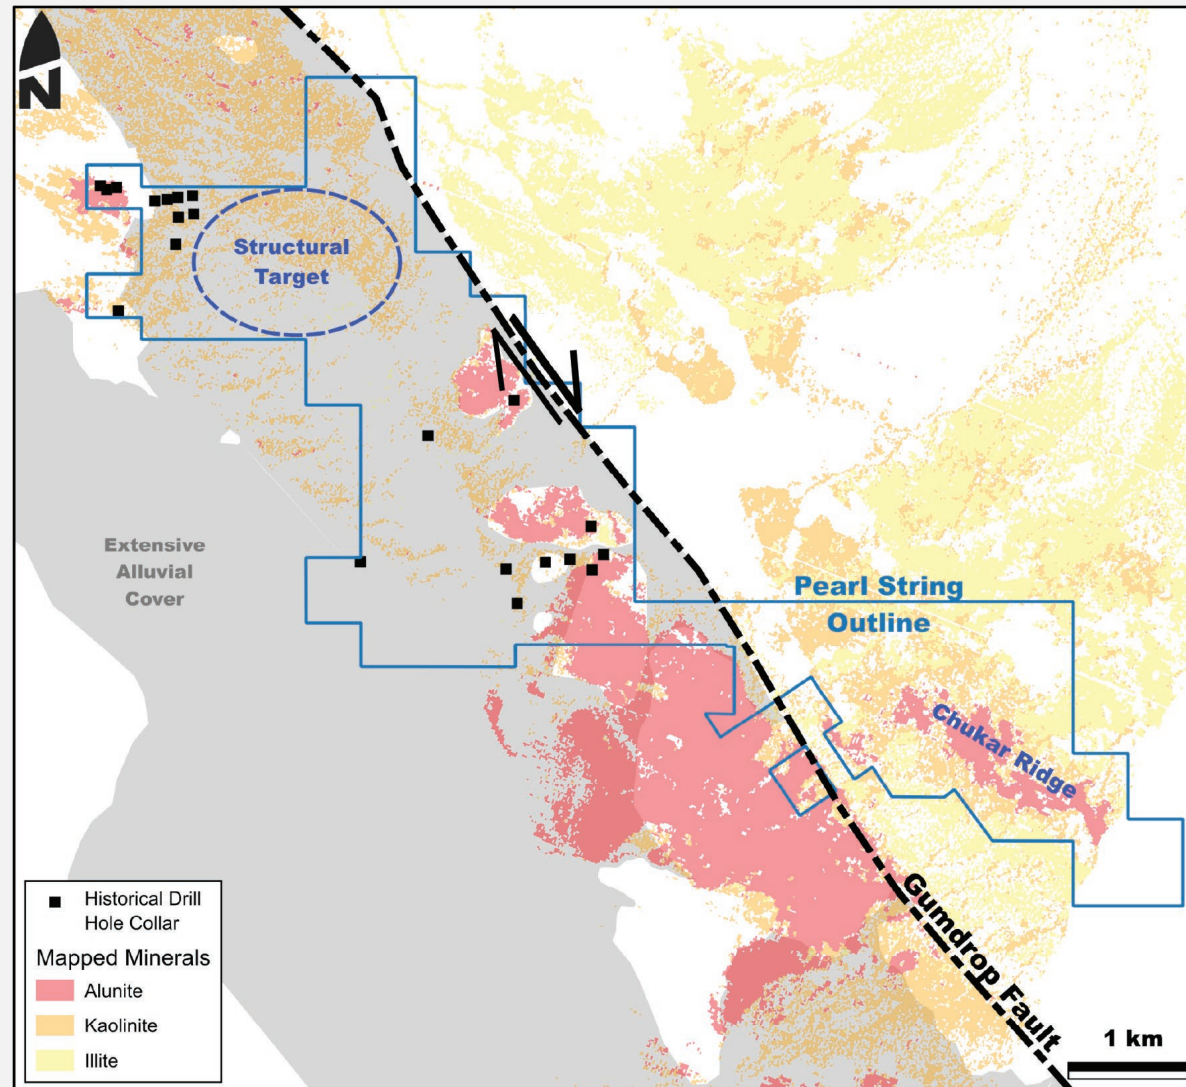 N
Structural
Target
Extensive
Alluvial
Cover
Pearl String
Outline
Chukar Ridge
Gumdrop Fault
1 km
Historical Drill
Hole Collar
Mapped Minerals
Alunite
Kaolinite
Illite